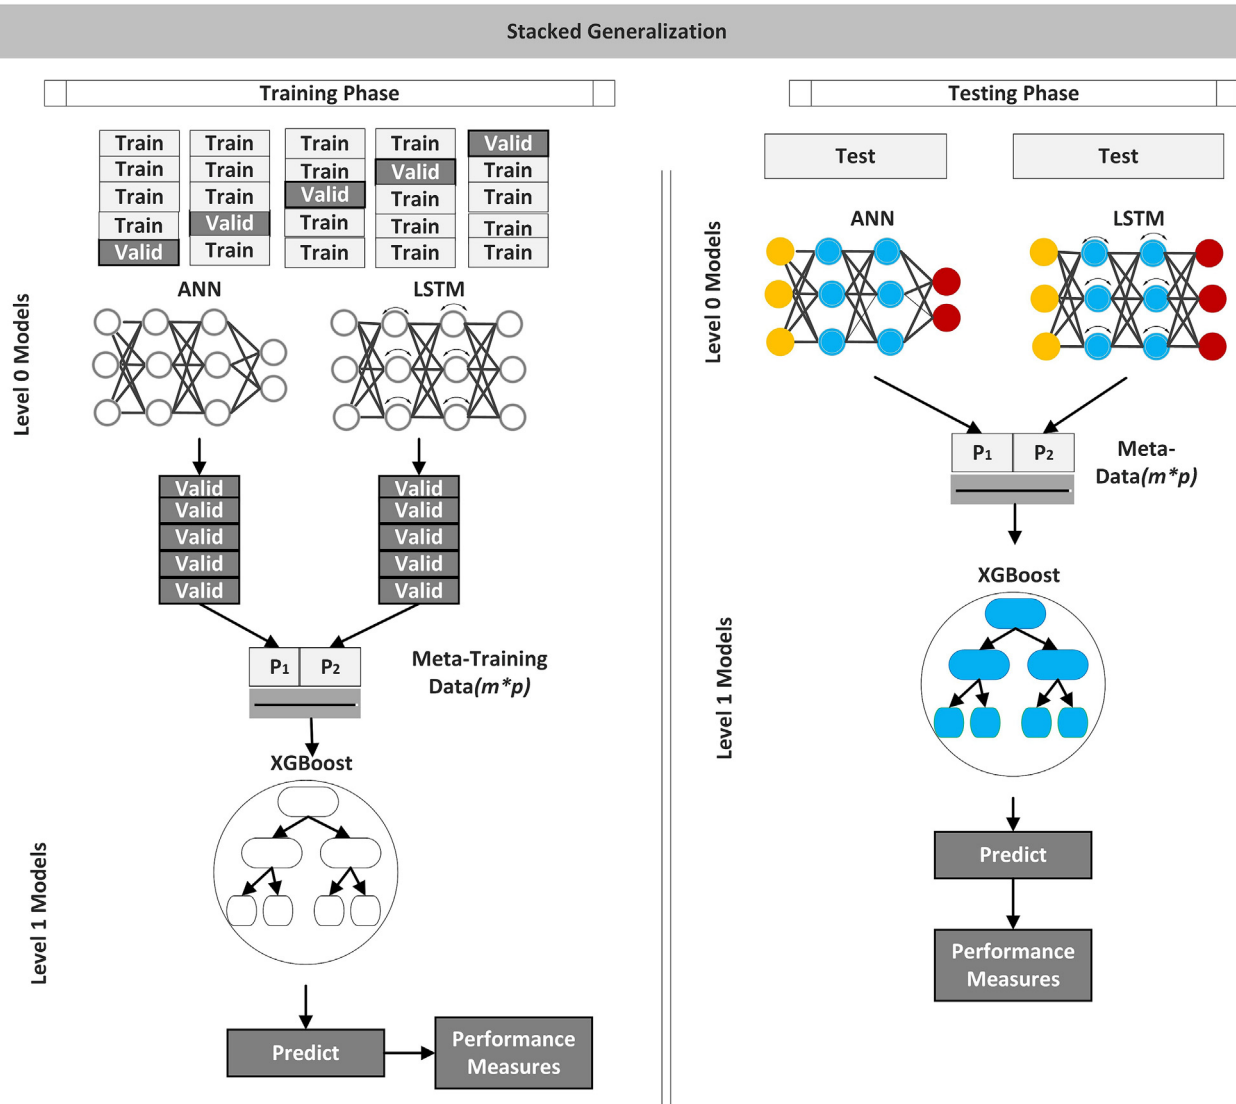 Stacked Generalization
Training Phase
Train Train Train Train Valid
Train Train Train Valid Train
Train Train Valid Train Train
Train Valid Train Train Train
Valid Train Train Train Train
Level 0 Models
ANN LSTM
Valid Valid
Valid Valid
Valid Valid
Valid Valid
Valid Valid
P1 P2
Meta-Training
Data(m*p)
Level 1 Models
XGBoost
Predict
Performance
Measures
Testing Phase
Test Test
Level 0 Models
ANN LSTM
P1 P2
Meta-
Data(m*p)
Level 1 Models
XGBoost
Predict
Performance
Measures